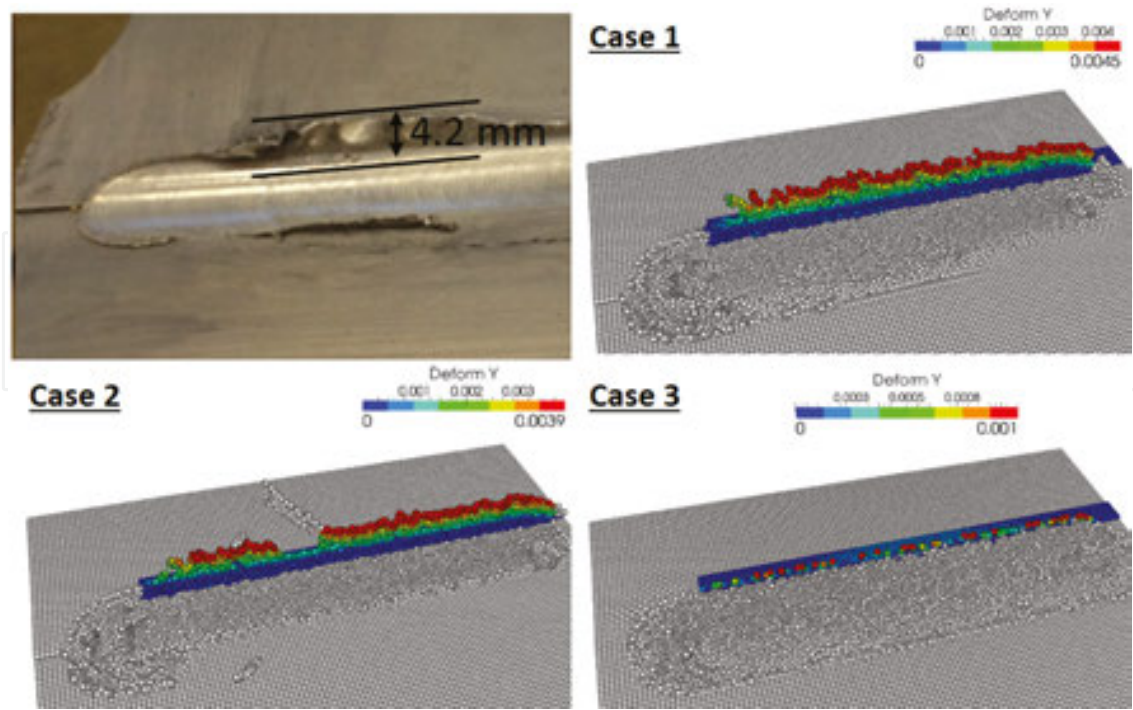 4.2 mm
Case 1
Deform Y
0.001 0.002 0.003 0.004
0 0.0045
Case 2
Deform Y
0.001 0.002 0.003
0 0.0039
Case 3
Deform Y
0.0003 0.0005 0.0008
0 0.001